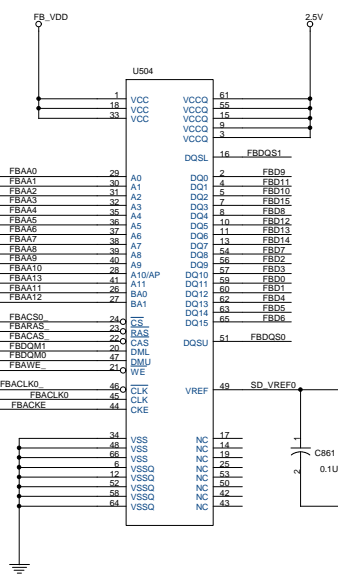 FB_VDD 2.5V
U504
1 VCC VCCQ 61
18 VCC VCCQ 55
33 VCC VCCQ 15
VCCQ 9
VCCQ 3
DQSL 16 FBDQS1
FBAA0 29 A0 DQ0 2 FBD9
FBAA1 30 A1 DQ1 4 FBD11
FBAA2 31 A2 DQ2 5 FBD10
FBAA3 32 A3 DQ3 7 FBD15
FBAA4 35 A4 DQ4 8 FBD8
FBAA5 36 A5 DQ5 10 FBD12
FBAA6 37 A6 DQ6 11 FBD13
FBAA7 38 A7 DQ7 13 FBD14
FBAA8 39 A8 DQ8 54 FBD7
FBAA9 40 A9 DQ9 56 FBD2
FBAA10 28 A10/AP DQ10 57 FBD3
FBAA13 41 A11 DQ11 59 FBD0
FBAA11 26 BA0 DQ12 60 FBD1
FBAA12 27 BA1 DQ13 62 FBD4
DQ14 63 FBD5
FBACS0_ 24 CS DQ15 65 FBD6
FBARAS_ 23 RAS
FBACAS_ 22 CAS DQSU 51 FBDQS0
FBDQM1 20 DML
FBDQM0 47 DMU
FBAWE_ 21 WE
FBACLK0_ 46 CLK VREF 49 SD_VREF0
FBACLK0 45 CLK
FBACKE 44 CKE
34 VSS NC 17
48 VSS NC 14
66 VSS NC 19
6 VSSQ NC 25
12 VSSQ NC 53
52 VSSQ NC 50
58 VSSQ NC 42
64 VSSQ NC 43
1
C861
2
0.1U